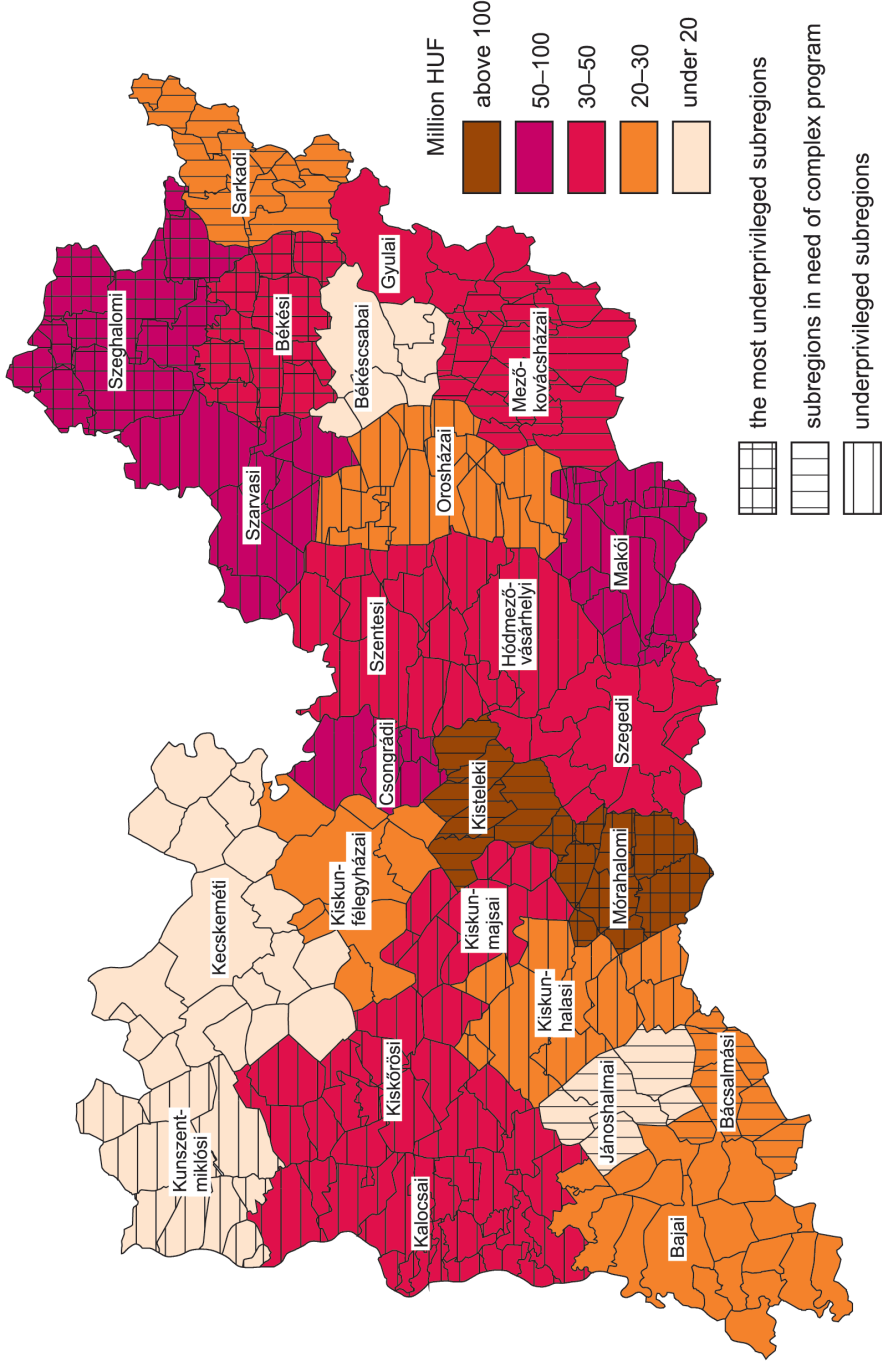 Szeghalomi
Sarkadi
Szarvasi
Békési
Gyulai
Békéscsabai
Mező-
kovácsházai
Orosházai
Szentesi
Hódmező-
vásárhelyi
Makói
Szegedi
Csongrádi
Kisteleki
Mórahalomi
Kecskeméti
Kiskun-
félegyházai
Kiskun-
majsai
Kiskun-
halasi
Kunszent-
miklósi
Kiskőrösi
Kalocsai
Jánoshalmai
Bácsalmási
Bajai
Million HUF
above 100
50–100
30–50
20–30
under 20
the most underprivileged subregions
subregions in need of complex program
underprivileged subregions